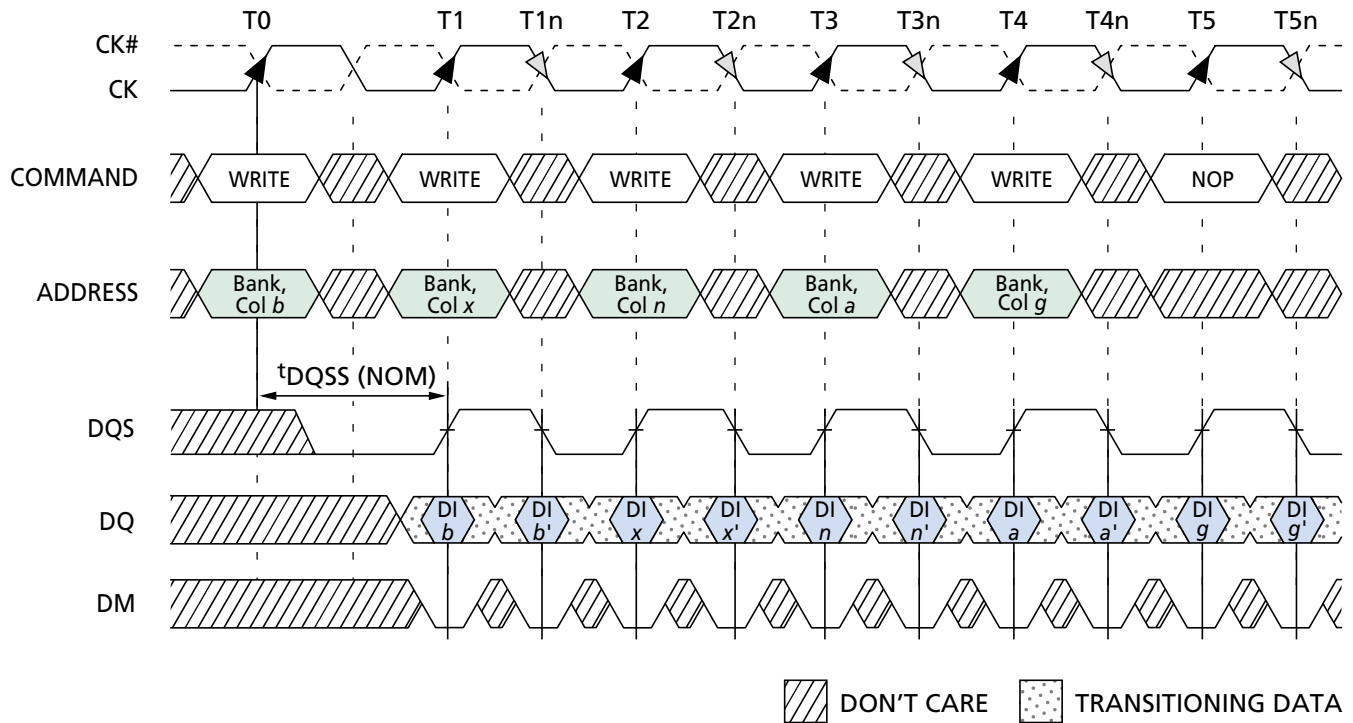 T0 T1 T1n T2 T2n T3 T3n T4 T4n T5 T5n
CK#
CK
COMMAND WRITE WRITE WRITE WRITE WRITE NOP
ADDRESS Bank, Col b Bank, Col x Bank, Col n Bank, Col a Bank, Col g
tDQSS (NOM)
DQS
DQ DI b DI b' DI x DI x' DI n DI n' DI a DI a' DI g DI g'
DM
DON'T CARE TRANSITIONING DATA